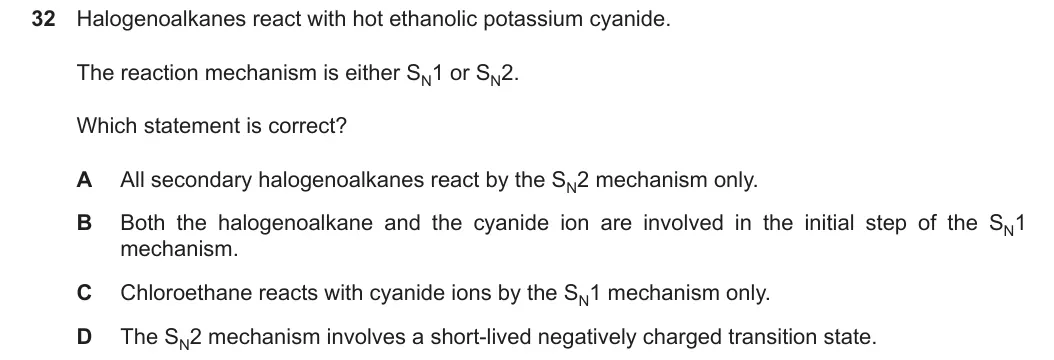 32 Halogenoalkanes react with hot ethanolic potassium cyanide.
The reaction mechanism is either SN1 or SN2.
Which statement is correct?
A All secondary halogenoalkanes react by the SN2 mechanism only.
B Both the halogenoalkane and the cyanide ion are involved in the initial step of the SN1
mechanism.
C Chloroethane reacts with cyanide ions by the SN1 mechanism only.
D The SN2 mechanism involves a short-lived negatively charged transition state.